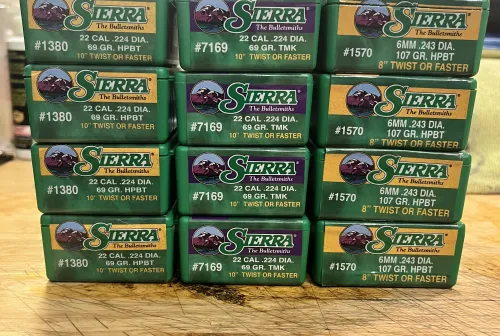 SIERRA
The Bulletsmiths
#1380
22 CAL .224 DIA.
69 GR. HPBT
10" TWIST OR FASTER
SIERRA
The Bulletsmiths
#7169
22 CAL .224 DIA.
69 GR. TMK
10" TWIST OR FASTER
SIERRA
The Bulletsmiths
#1570
6MM .243 DIA.
107 GR. HPBT
8" TWIST OR FASTER
SIERRA
The Bulletsmiths
#1380
22 CAL .224 DIA.
69 GR. HPBT
10" TWIST OR FASTER
SIERRA
The Bulletsmiths
#7169
22 CAL .224 DIA.
69 GR. TMK
10" TWIST OR FASTER
SIERRA
The Bulletsmiths
#1570
6MM .243 DIA.
107 GR. HPBT
8" TWIST OR FASTER
SIERRA
The Bulletsmiths
#1380
22 CAL .224 DIA.
69 GR. HPBT
10" TWIST OR FASTER
SIERRA
The Bulletsmiths
#7169
22 CAL .224 DIA.
69 GR. TMK
10" TWIST OR FASTER
SIERRA
The Bulletsmiths
#1570
6MM .243 DIA.
107 GR. HPBT
8" TWIST OR FASTER
SIERRA
The Bulletsmiths
#1380
22 CAL .224 DIA.
69 GR. HPBT
10" TWIST OR FASTER
SIERRA
The Bulletsmiths
#7169
22 CAL .224 DIA.
69 GR. TMK
10" TWIST OR FASTER
SIERRA
The Bulletsmiths
#1570
6MM .243 DIA.
107 GR. HPBT
8" TWIST OR FASTER